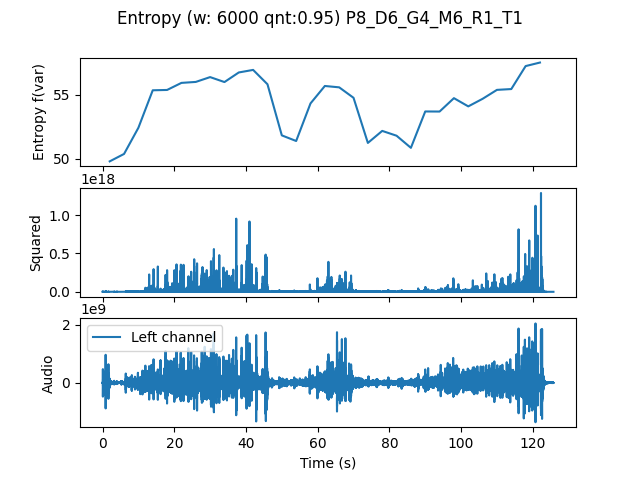 Entropy (w: 6000 qnt:0.95) P8_D6_G4_M6_R1_T1
Entropy f(var)
55
50
1e18
Squared
1.0
0.5
0.0
1e9
Audio
2
0
Left channel
0 20 40 60 80 100 120
Time (s)